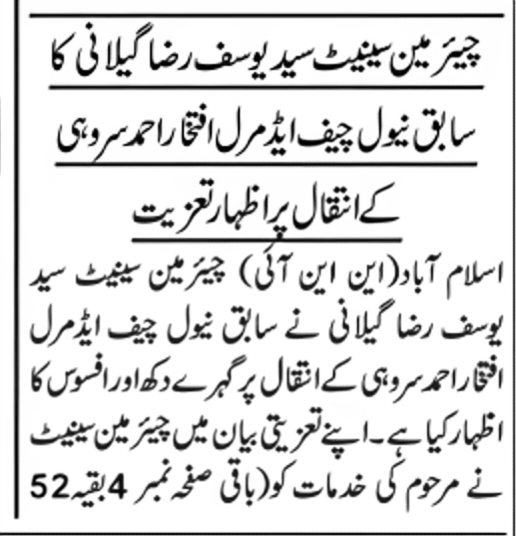 چیئرمین سینیٹ سید یوسف رضا گیلانی کا
سابق نیول چیف ایڈمرل افتخار احمد سروہی
کے انتقال پر اظہار تعزیت
اسلام آباد(این این آئی) چیئرمین سینیٹ سید
یوسف رضا گیلانی نے سابق نیول چیف ایڈمرل
افتخار احمد سروہی کے انتقال پر گہرے دکھ اور افسوس کا
اظہار کیا ہے۔اپنے تعزیتی بیان میں چیئرمین سینیٹ
نے مرحوم کی خدمات کو(باقی صفحہ نمبر 4 بقیہ 52